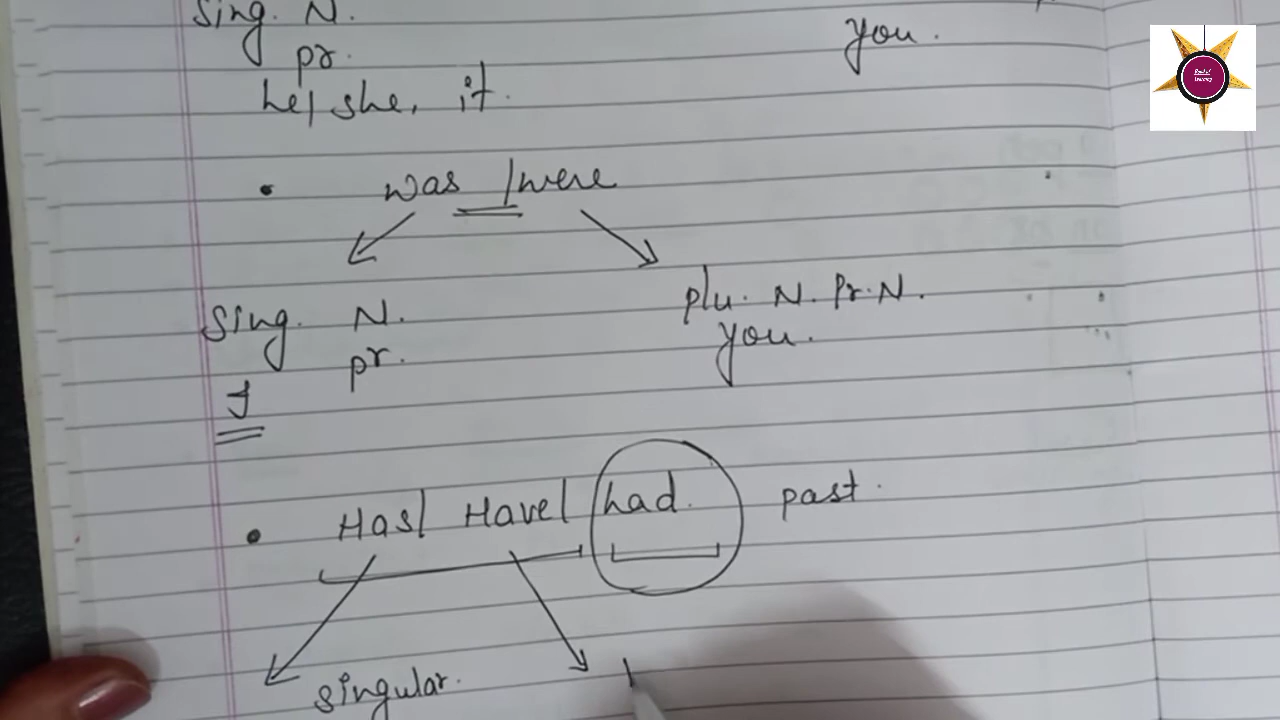 Sing. N.
pr.
he, she, it.
you.
• was / were
Sing. N.
pr.
I
plu. N. Pr. N.
you.
• Has/ Have/ had. past.
singular.